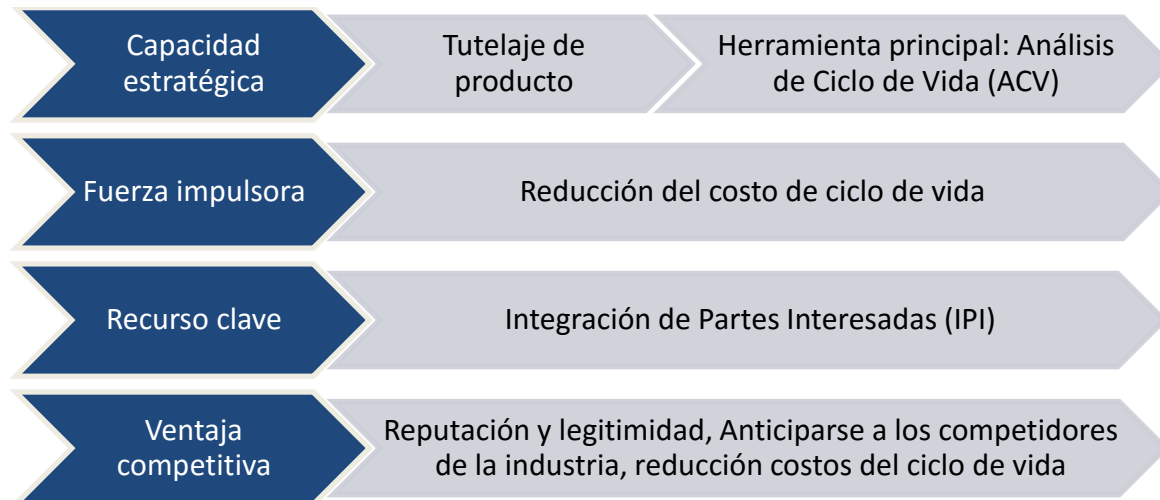 Capacidad
estratégica
Tutelaje de
producto
Herramienta principal: Análisis
de Ciclo de Vida (ACV)
Fuerza impulsora
Reducción del costo de ciclo de vida
Recurso clave
Integración de Partes Interesadas (IPI)
Ventaja
competitiva
Reputación y legitimidad, Anticiparse a los competidores
de la industria, reducción costos del ciclo de vida